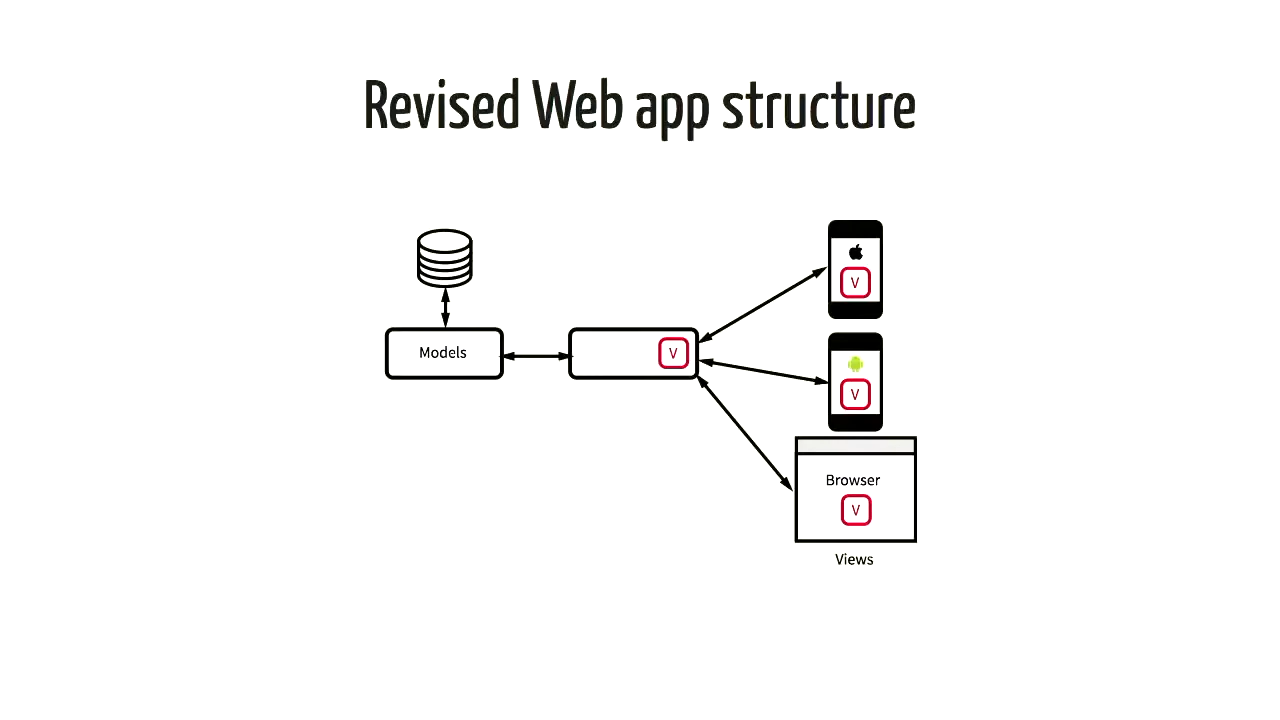 Revised Web app structure
V
Models
V
V
Browser
V
Views